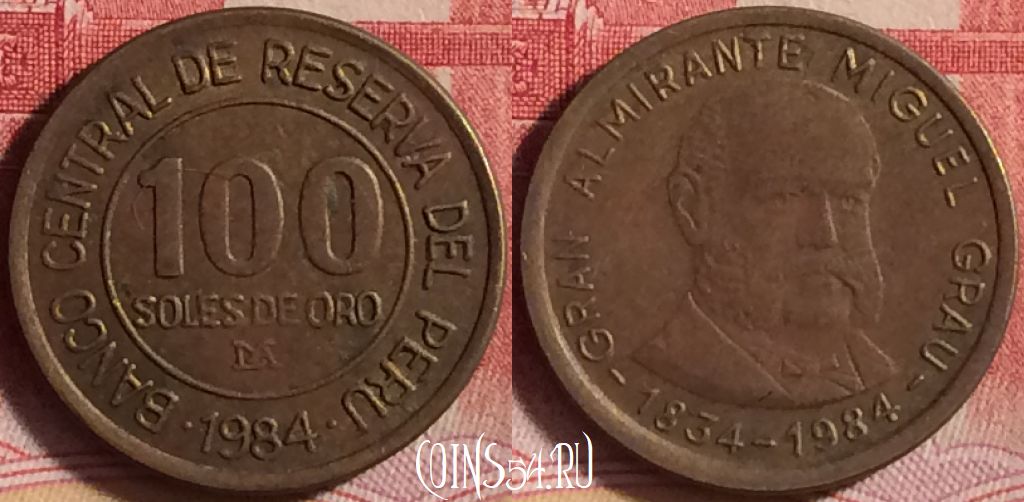 BANCO CENTRAL DE RESERVA DEL PERU
100
SOLES DE ORO
· 1984 ·
GRAN ALMIRANTE MIGUEL GRAU
- 1834-1984 -
COINS54.RU